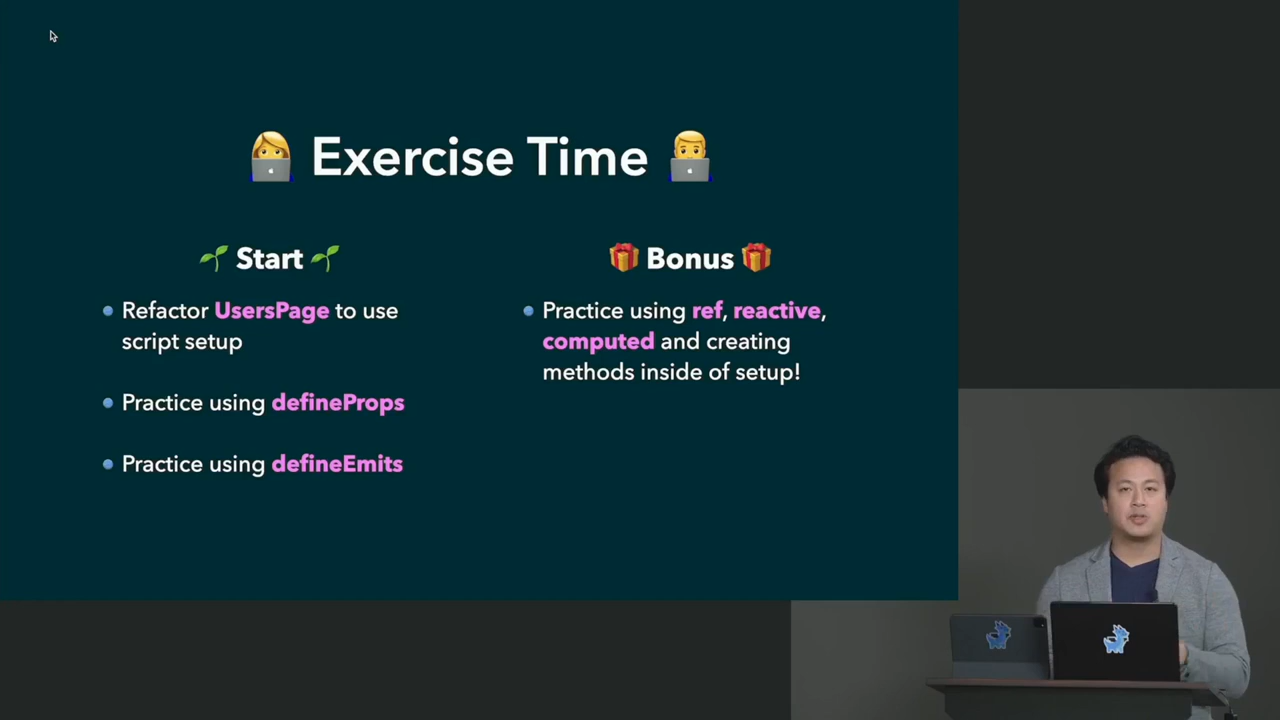 Exercise Time
Start
Refactor UsersPage to use
script setup
Practice using defineProps
Practice using defineEmits
Bonus
Practice using ref, reactive,
computed and creating
methods inside of setup!